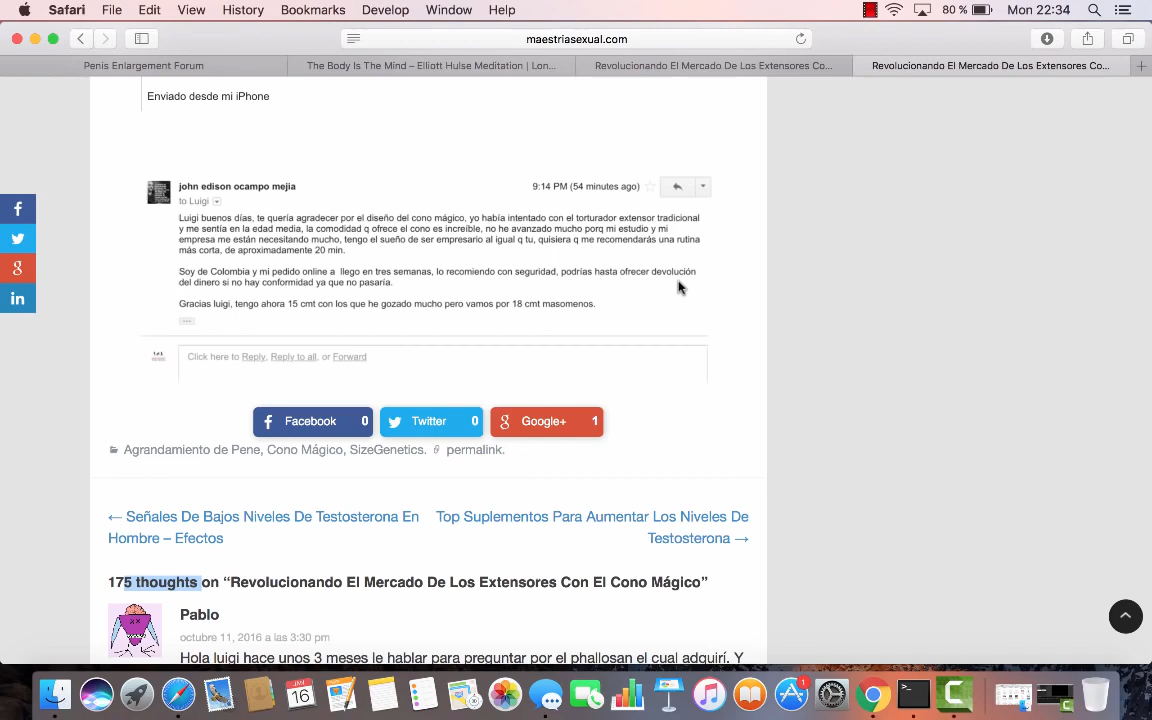 Safari File Edit View History Bookmarks Develop Window Help 80 % Mon 22:34
maestriasexual.com
Penis Enlargement Forum The Body Is The Mind – Elliott Hulse Meditation | Lon... Revolucionando El Mercado De Los Extensores Co... Revolucionando El Mercado De Los Extensores Co...
Enviado desde mi iPhone
john edison ocampo mejia 9:14 PM (54 minutes ago)
to Luigi
Luigi buenos días, te quería agradecer por el diseño del cono mágico, yo había intentado con el torturador extensor tradicional
y me sentía en la edad media, la comodidad q ofrece el cono es increíble, no he avanzado mucho porq mi estudio y mi
empresa me están necesitando mucho, tengo el sueño de ser empresario al igual q tu, quisiera q me recomendarás una rutina
más corta, de aproximadamente 20 min.
Soy de Colombia y mi pedido online a llego en tres semanas, lo recomiendo con seguridad, podrías hasta ofrecer devolución
del dinero si no hay conformidad ya que no pasaría.
Gracias luigi, tengo ahora 15 cmt con los que he gozado mucho pero vamos por 18 cmt masomenos.
Click here to Reply, Reply to all, or Forward
Facebook 0 Twitter 0 Google+ 1
Agrandamiento de Pene, Cono Mágico, SizeGenetics. permalink.
← Señales De Bajos Niveles De Testosterona En
Hombre – Efectos
Top Suplementos Para Aumentar Los Niveles De
Testosterona →
175 thoughts on “Revolucionando El Mercado De Los Extensores Con El Cono Mágico”
Pablo
octubre 11, 2016 a las 3:30 pm
Hola luigi hace unos 3 meses le hablar para preguntar por el phallosan el cual adquirí. Y
16
1